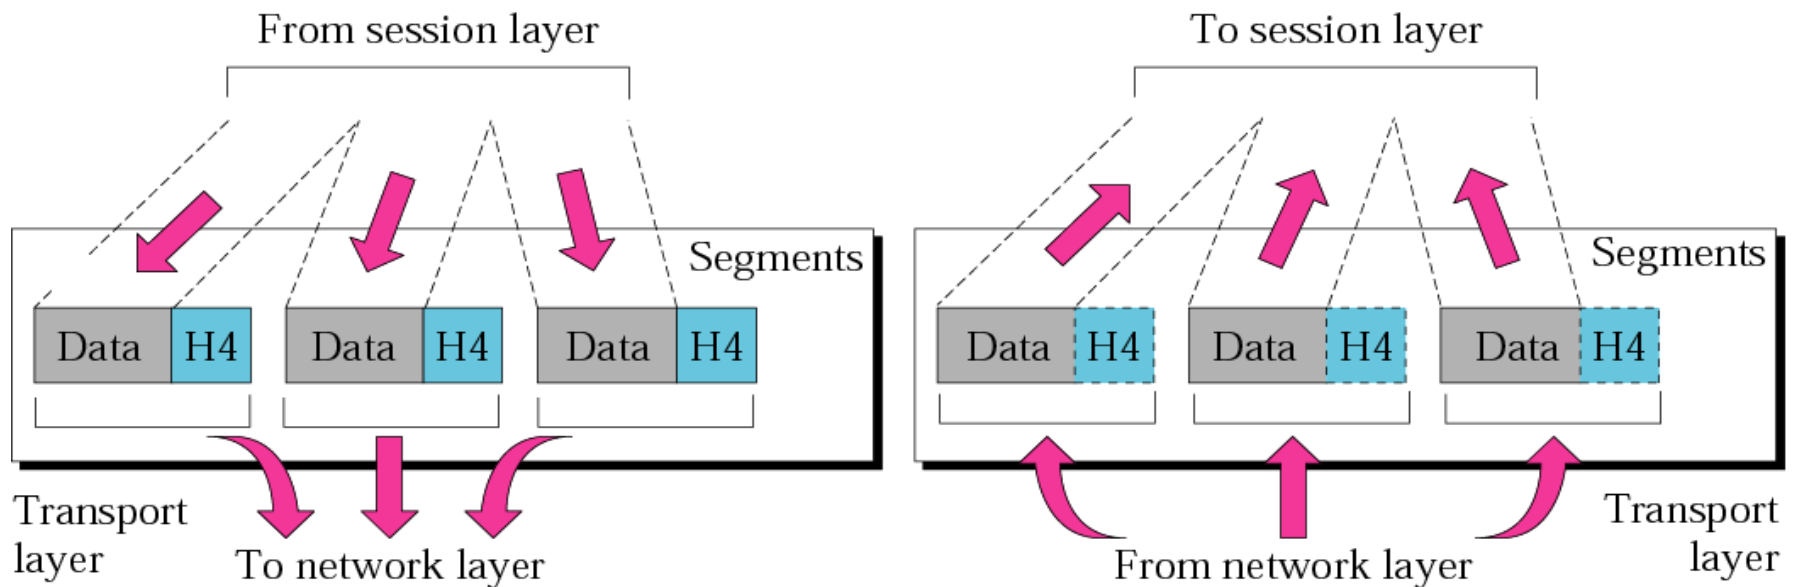 From session layer
Segments
Data H4 Data H4 Data H4
Transport
layer
To network layer
To session layer
Segments
Data H4 Data H4 Data H4
From network layer
Transport
layer